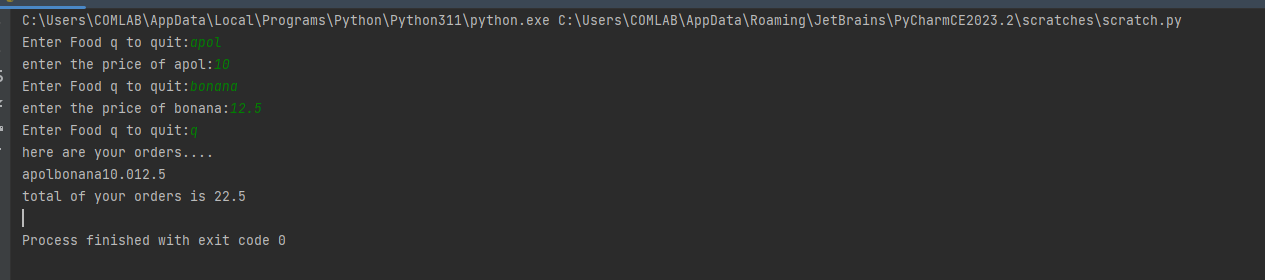 C:\Users\COMLAB\AppData\Local\Programs\Python\Python311\python.exe C:\Users\COMLAB\AppData\Roaming\JetBrains\PyCharmCE2023.2\scratches\scratch.py
Enter Food q to quit:apol
enter the price of apol:10
Enter Food q to quit:bonana
enter the price of bonana:12.5
Enter Food q to quit:q
here are your orders....
apolbonana10.012.5
total of your orders is 22.5
Process finished with exit code 0